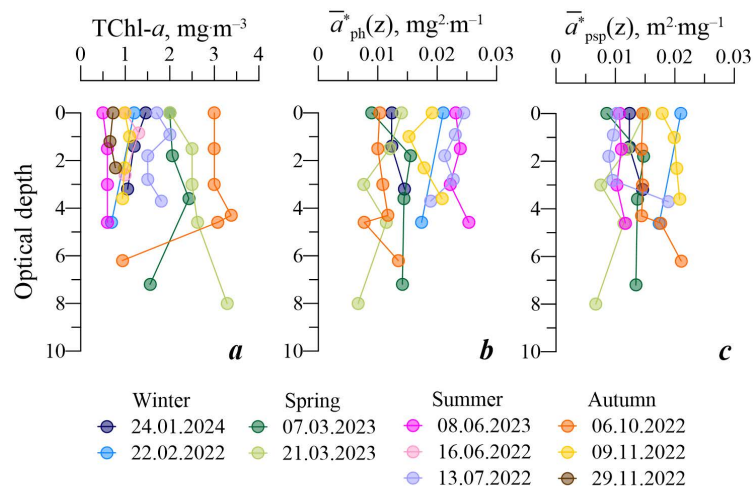 TChl-a, mg·m⁻³
a̅*ph(z), mg²·m⁻¹
a̅*psp(z), m²·mg⁻¹
0 1 2 3 4
0 0.01 0.02 0.03
0 0.01 0.02 0.03
Optical depth
0 0 0
2 2 2
4 4 4
6 6 6
8 8 8
10 10 10
a b c
Winter Spring Summer Autumn
24.01.2024 07.03.2023 08.06.2023 06.10.2022
22.02.2022 21.03.2023 16.06.2022 09.11.2022
13.07.2022 29.11.2022